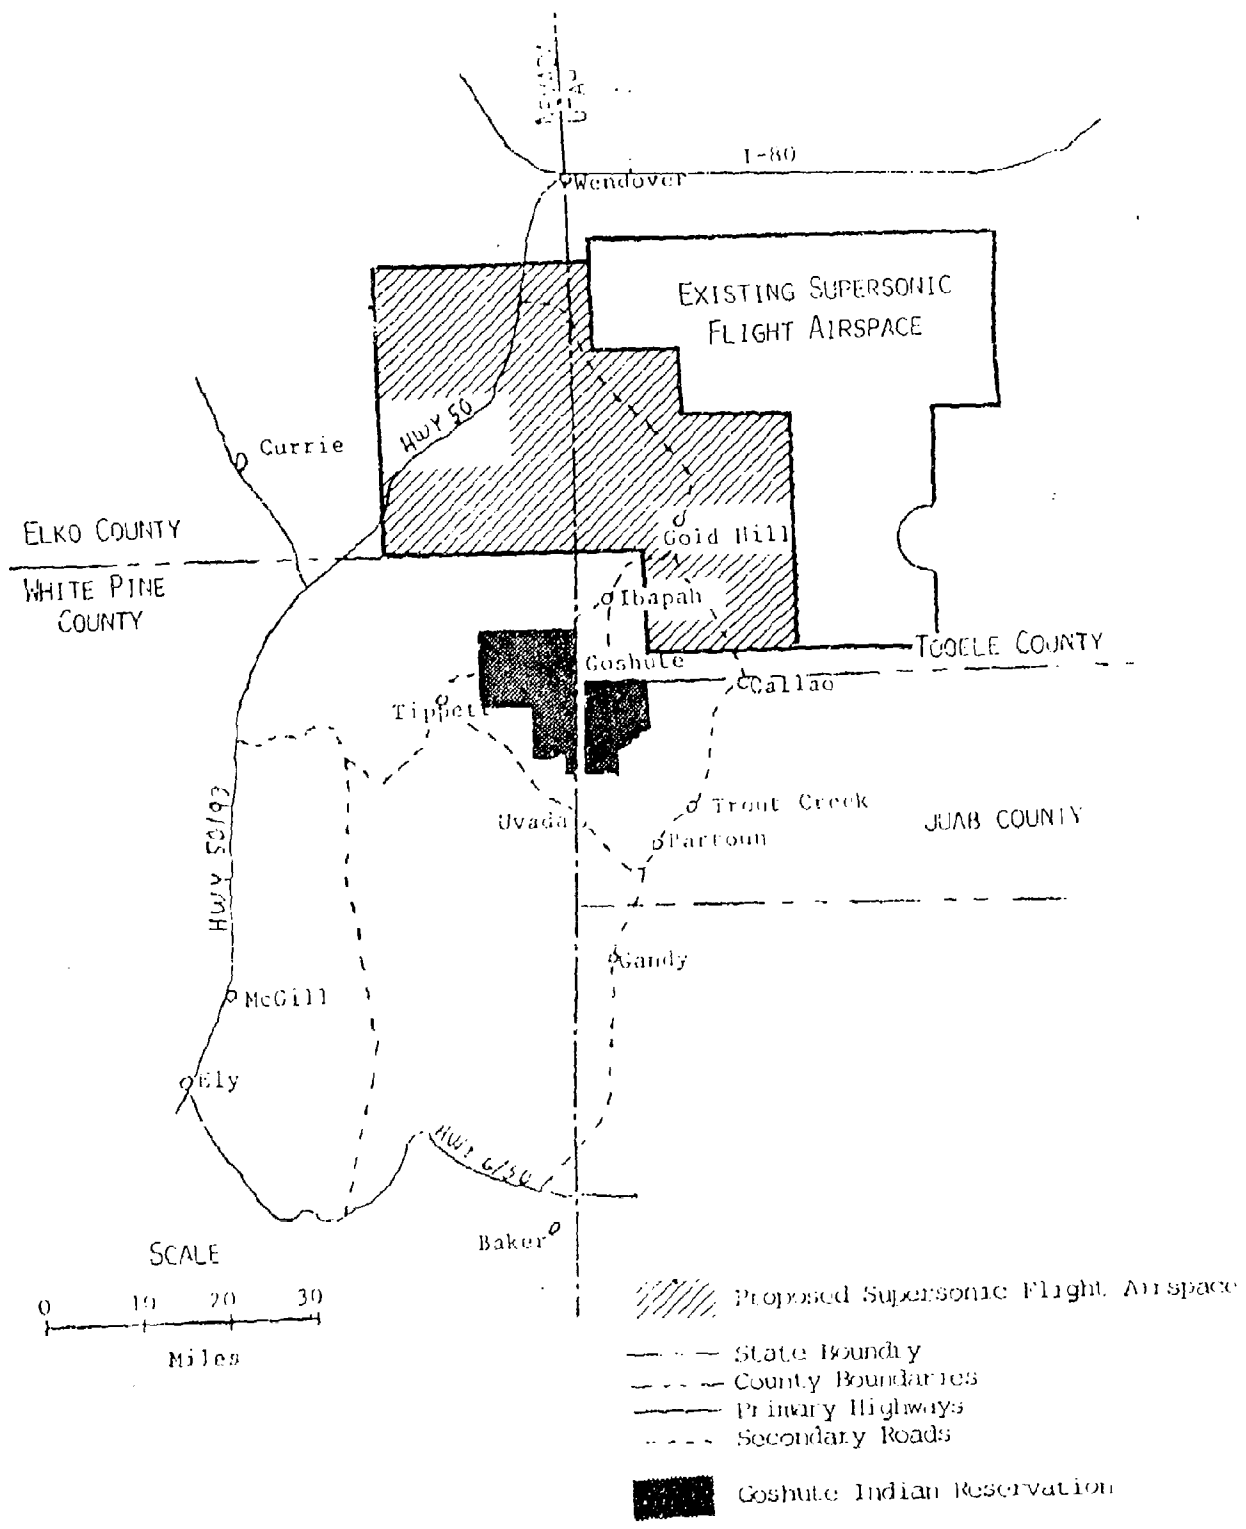 NEVADA
UTAH
I-80
Wendover
EXISTING SUPERSONIC
FLIGHT AIRSPACE
HWY 50
Currie
ELKO COUNTY
WHITE PINE
COUNTY
Gold Hill
Ibapah
Goshute
TOOELE COUNTY
Callao
Tippett
HWY 50/93
Uvada
Trout Creek
Partoun
JUAB COUNTY
Gandy
McGill
Ely
HWY 6/50
Baker
SCALE
0 10 20 30
Miles
Proposed Supersonic Flight Airspace
State Boundry
County Boundaries
Primary Highways
Secondary Roads
Goshute Indian Reservation